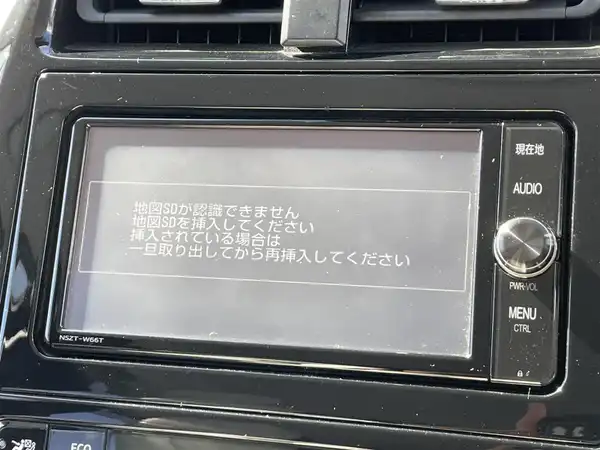 地図SDが認識できません
地図SDを挿入してください
挿入されている場合は
一旦取り出してから再挿入してください
現在地
AUDIO
PWR·VOL
MENU
CTRL
NSZT-W66T
ECO